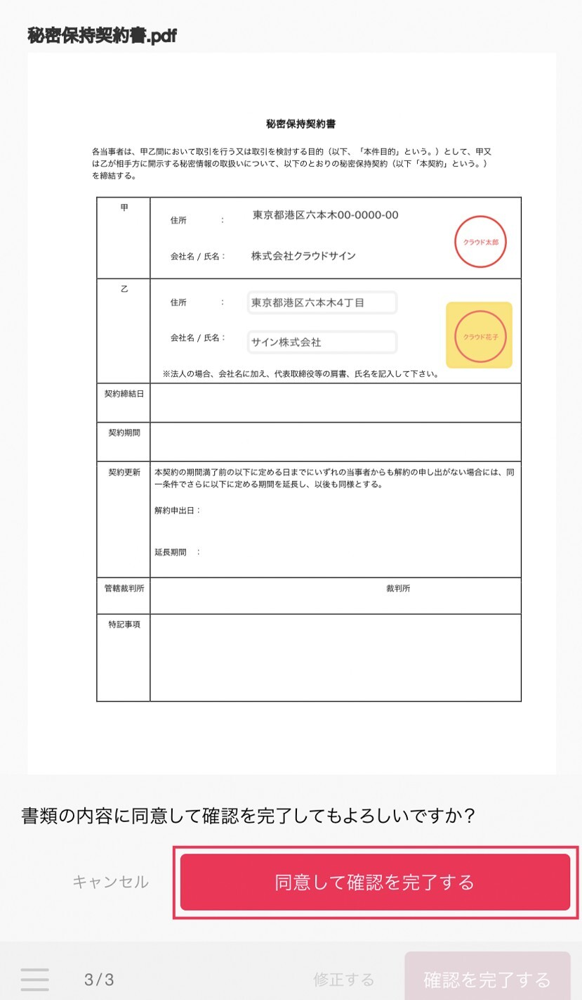 秘密保持契約書.pdf
秘密保持契約書
各当事者は、甲乙間において取引を行う又は取引を検討する目的（以下、「本件目的」という。）として、甲又
は乙が相手方に開示する秘密情報の取扱いについて、以下のとおりの秘密保持契約（以下「本契約」という。）
を締結する。
甲
住所 ： 東京都港区六本木00-0000-00
会社名 / 氏名： 株式会社クラウドサイン
クラウド太郎
乙
住所 ： 東京都港区六本木4丁目
会社名 / 氏名： サイン株式会社
クラウド花子
※法人の場合、会社名に加え、代表取締役等の肩書、氏名を記入して下さい。
契約締結日
契約期間
契約更新
本契約の期間満了前の以下に定める日までにいずれの当事者からも解約の申し出がない場合には、同
一条件でさらに以下に定める期間を延長し、以後も同様とする。
解約申出日：
延長期間 ：
管轄裁判所 裁判所
特記事項
書類の内容に同意して確認を完了してもよろしいですか？
キャンセル 同意して確認を完了する
3/3 修正する 確認を完了する